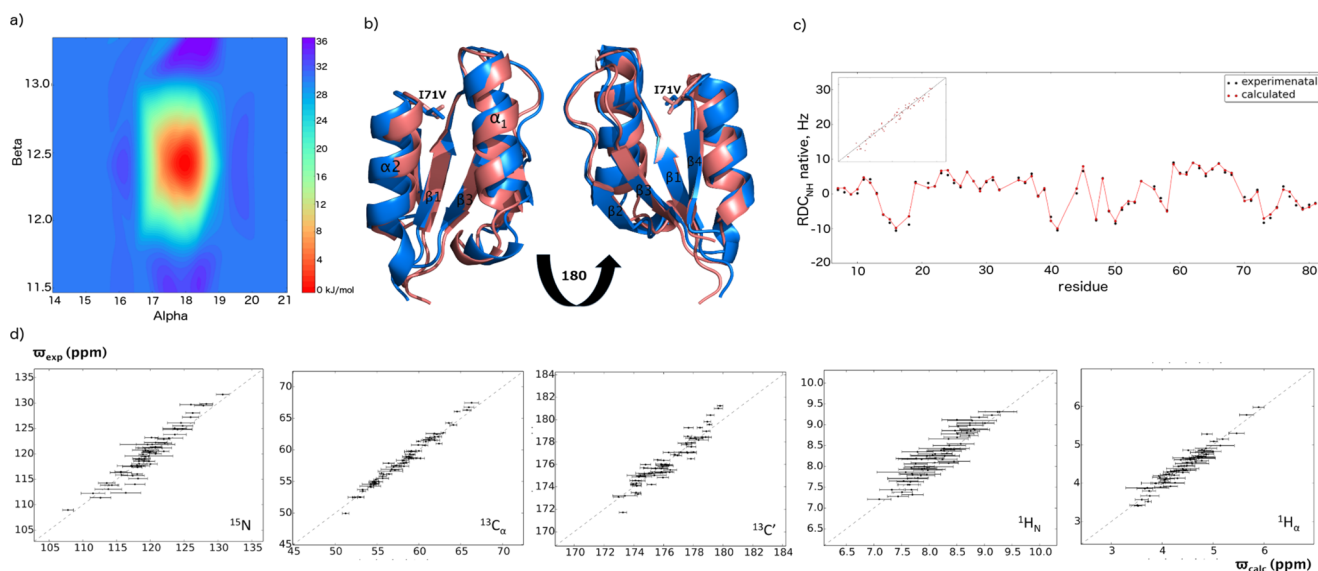 a)
13.0
12.5
12.0
11.5
Beta
14 15 16 17 18 19 20 21
Alpha
36
32
28
24
20
16
12
8
4
0 kJ/mol
b)
I71V
α1
α2
β1
β3
I71V
β4
β1
β3
β2
180
c)
30
20
10
0
-10
-20
RDCNH native, Hz
experimenatal
calculated
10 20 30 40 50 60 70 80
residue
d)
ϖexp (ppm)
135
130
125
120
115
110
105
103 105 110 115 120 125 130 135
15N
70
65
60
55
50
45
45 50 55 60 65 70
13Cα
184
182
180
178
176
174
172
170
170 172 174 176 178 180 182 184
13C'
10.0
9.5
9.0
8.5
8.0
7.5
7.0
6.5
6.5 7.0 7.5 8.0 8.5 9.0 9.5 10.0
1HN
6
5
4
3
3 4 5 6
1Hα
ϖcalc (ppm)